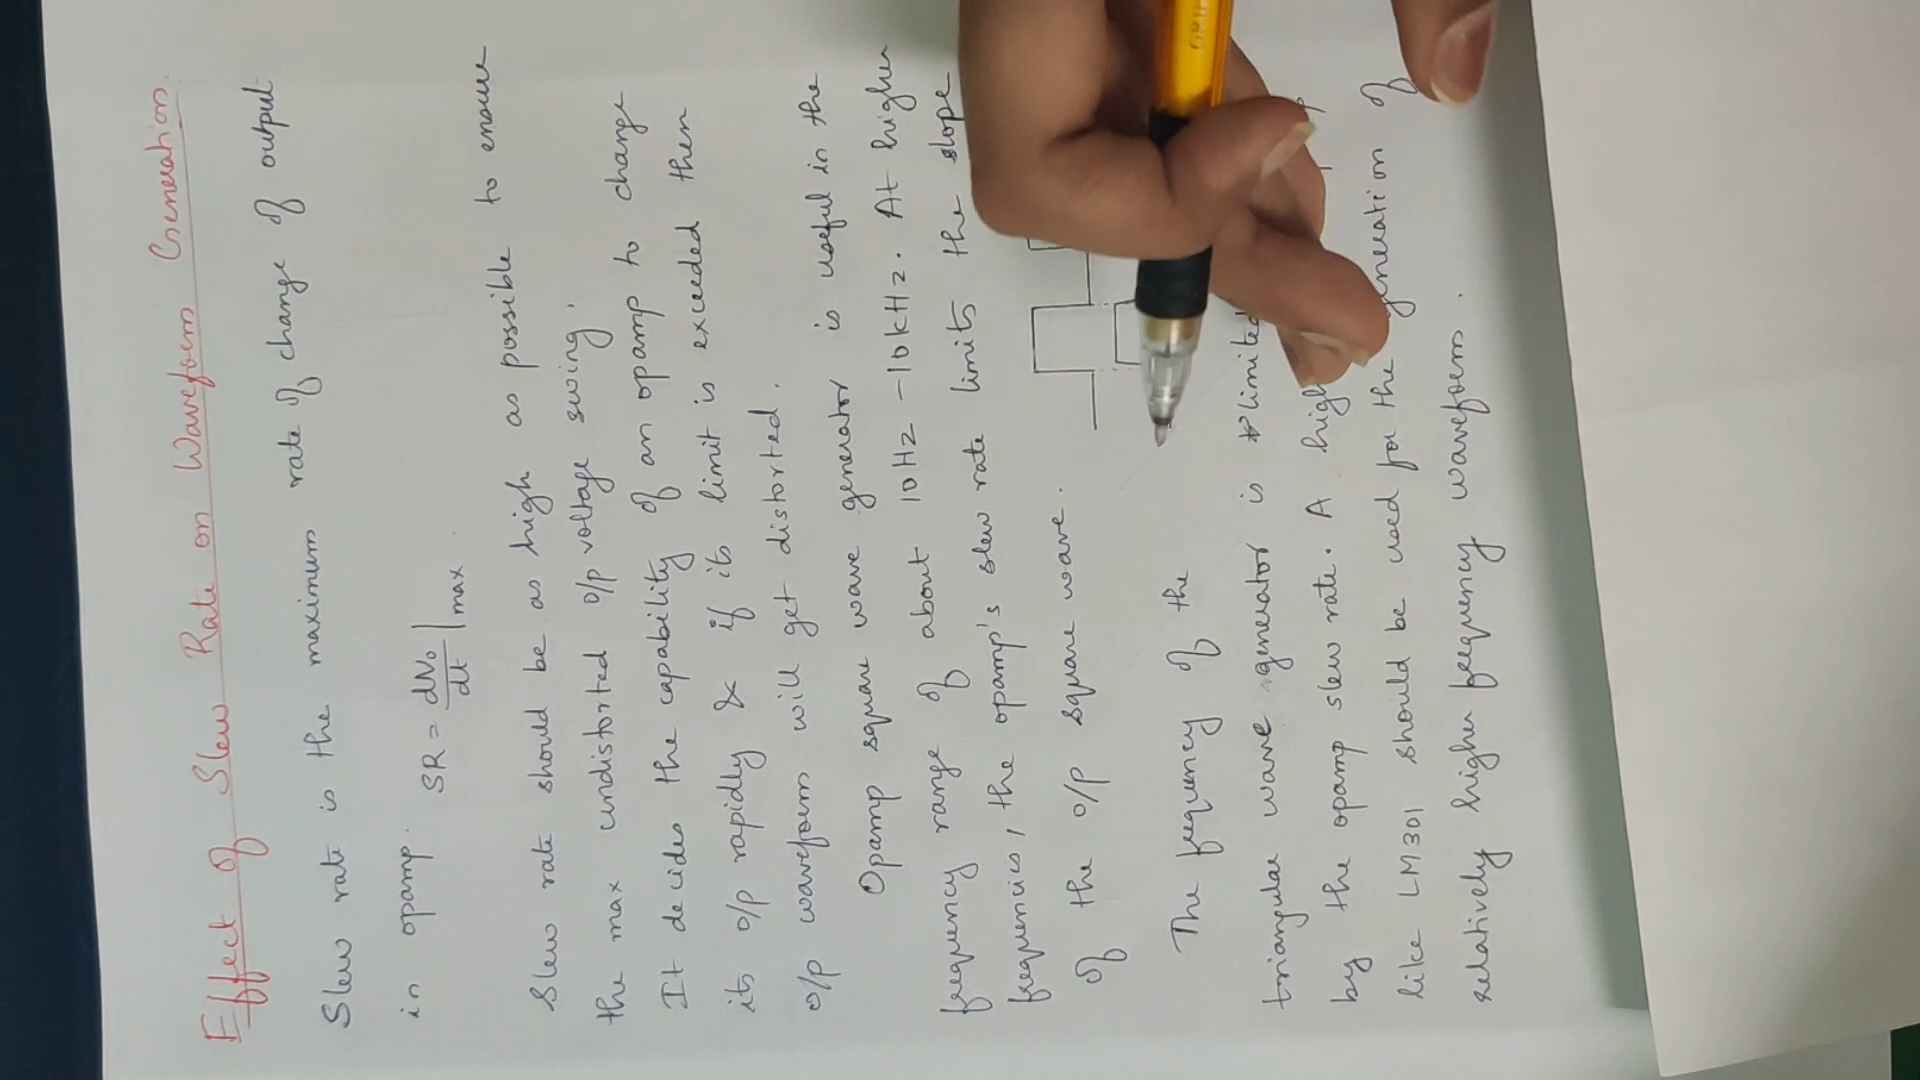 Effect of Slew Rate on Waveform Generation.
Slew rate is the maximum rate of change of output
in opamp. SR = dVo/dt |max
Slew rate should be as high as possible to ensure
the max undistorted o/p voltage swing.
It decides the capability of an opamp to change
its o/p rapidly & if its limit is exceeded then
o/p waveform will get distorted.
Opamp square wave generator is useful in the
frequency range of about 10Hz - 10kHz. At higher
frequencies, the opamp's slew rate limits the slope
of the o/p square wave.
The frequency of the
triangular wave generator is limited
by the opamp slew rate. A high
like LM301 should be used for the generation of
relatively higher frequency waveform.